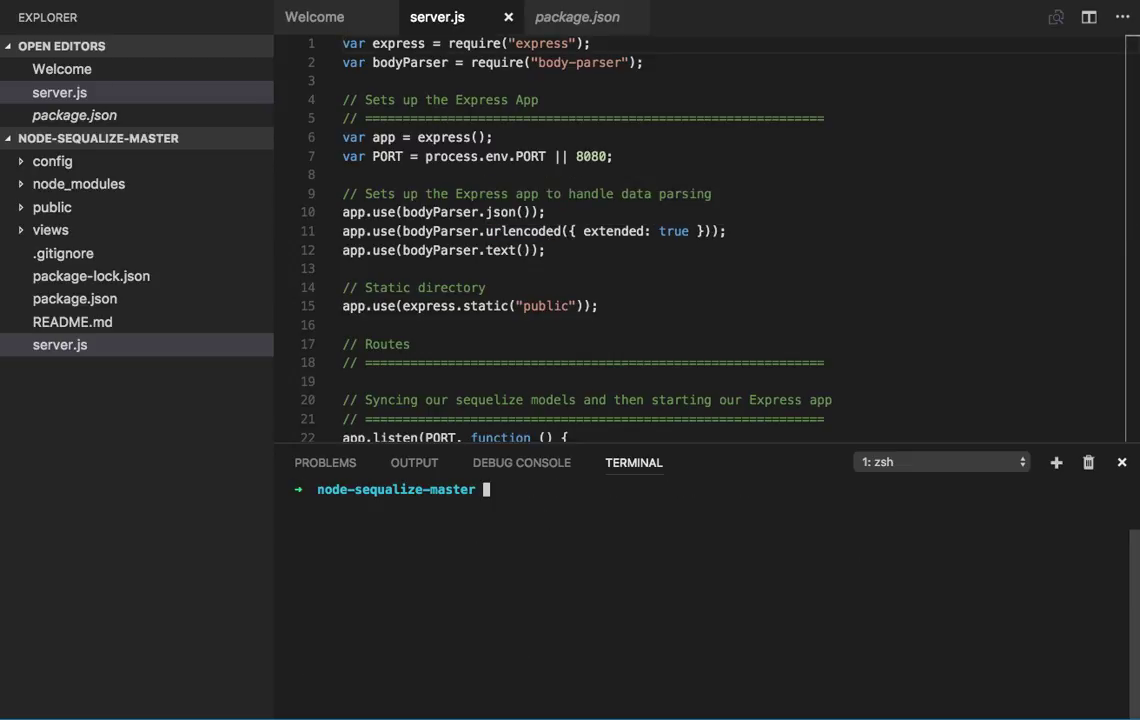 EXPLORER
OPEN EDITORS
Welcome
server.js
package.json
NODE-SEQUALIZE-MASTER
config
node_modules
public
views
.gitignore
package-lock.json
package.json
README.md
server.js
Welcome server.js × package.json ...
1 var express = require("express");
2 var bodyParser = require("body-parser");
3
4 // Sets up the Express App
5 // =============================================================
6 var app = express();
7 var PORT = process.env.PORT || 8080;
8
9 // Sets up the Express app to handle data parsing
10 app.use(bodyParser.json());
11 app.use(bodyParser.urlencoded({ extended: true }));
12 app.use(bodyParser.text());
13
14 // Static directory
15 app.use(express.static("public"));
16
17 // Routes
18 // =============================================================
19
20 // Syncing our sequelize models and then starting our Express app
21 // =============================================================
22 app.listen(PORT, function () {
PROBLEMS OUTPUT DEBUG CONSOLE TERMINAL 1: zsh
➜ node-sequalize-master